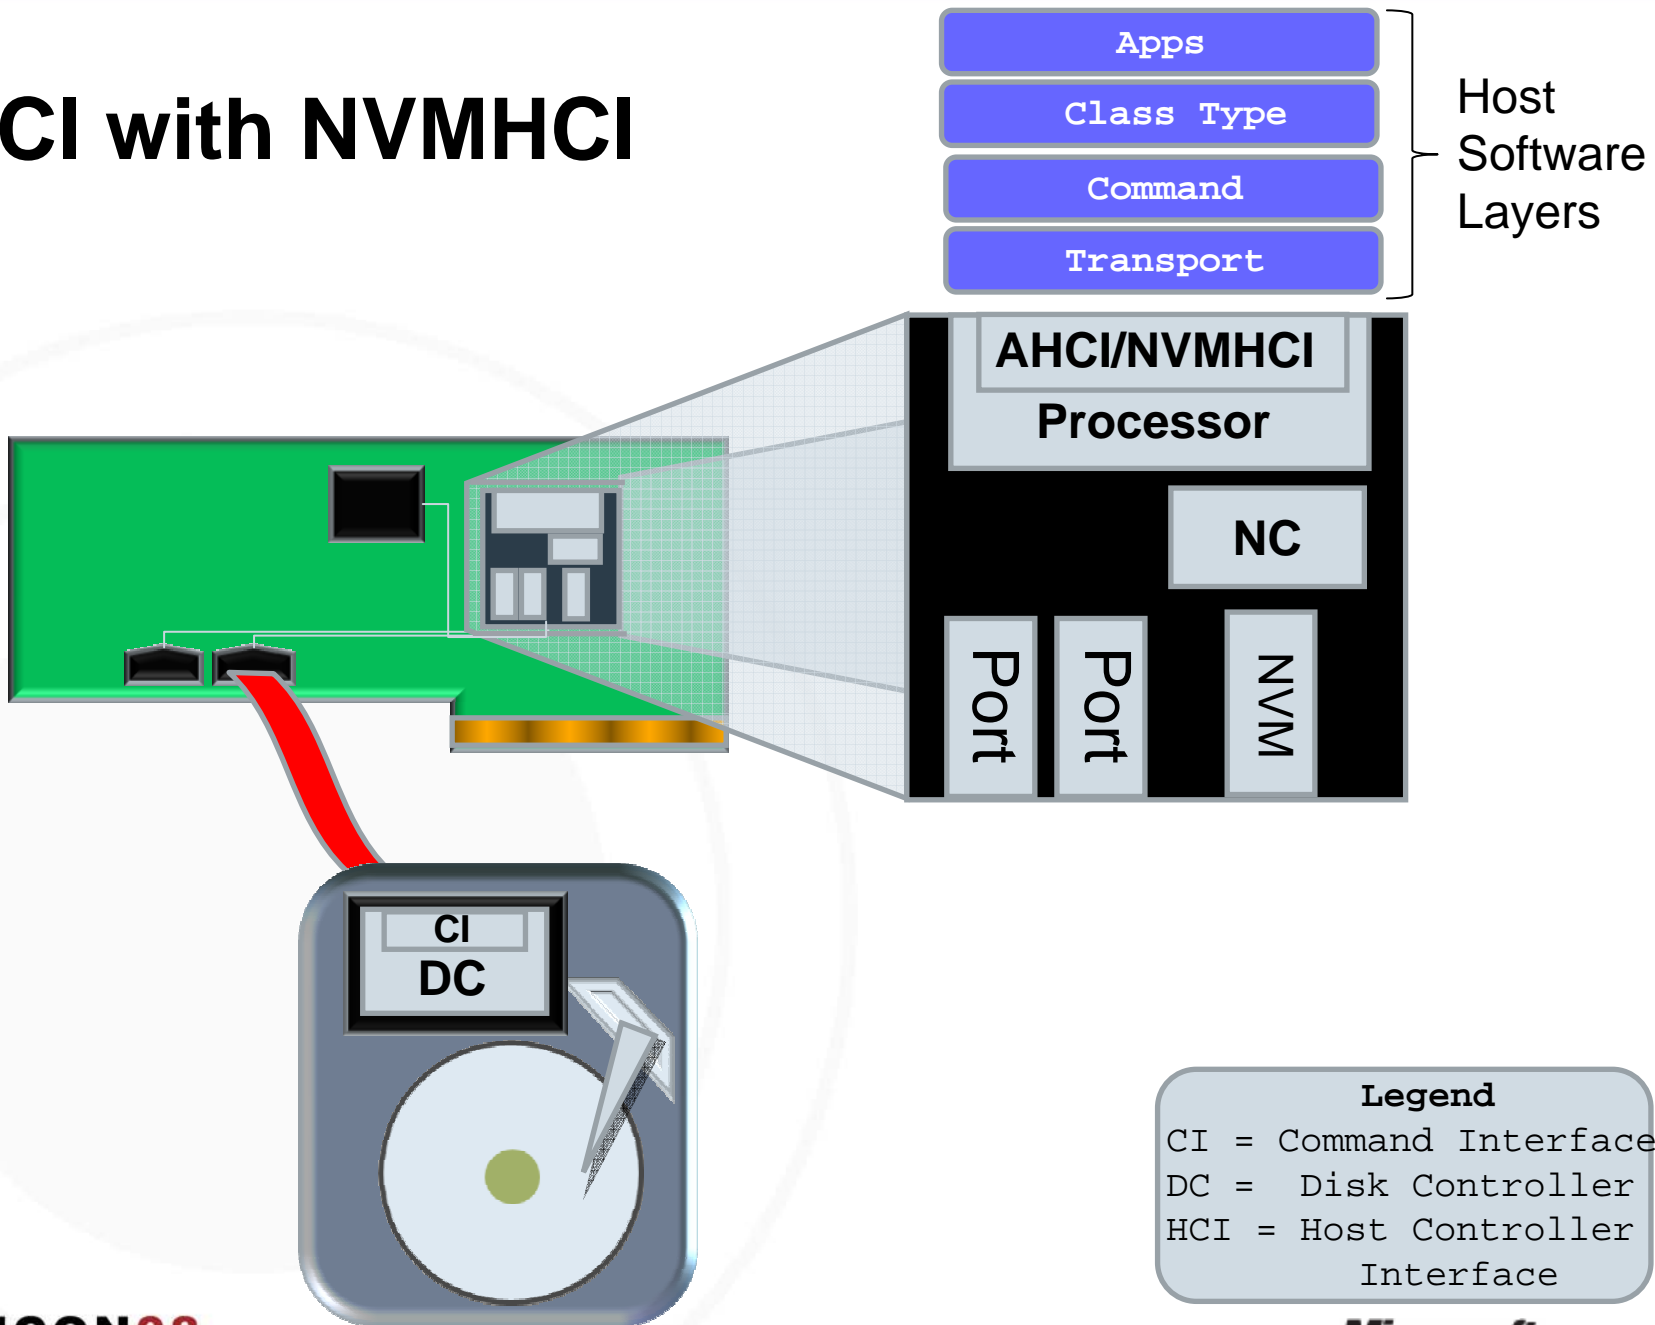 CI with NVMHCI
Apps
Class Type
Command
Transport
Host
Software
Layers
AHCI/NVMHCI
Processor
NC
Port
Port
NVM
CI
DC
Legend
CI = Command Interface
DC = Disk Controller
HCI = Host Controller
Interface